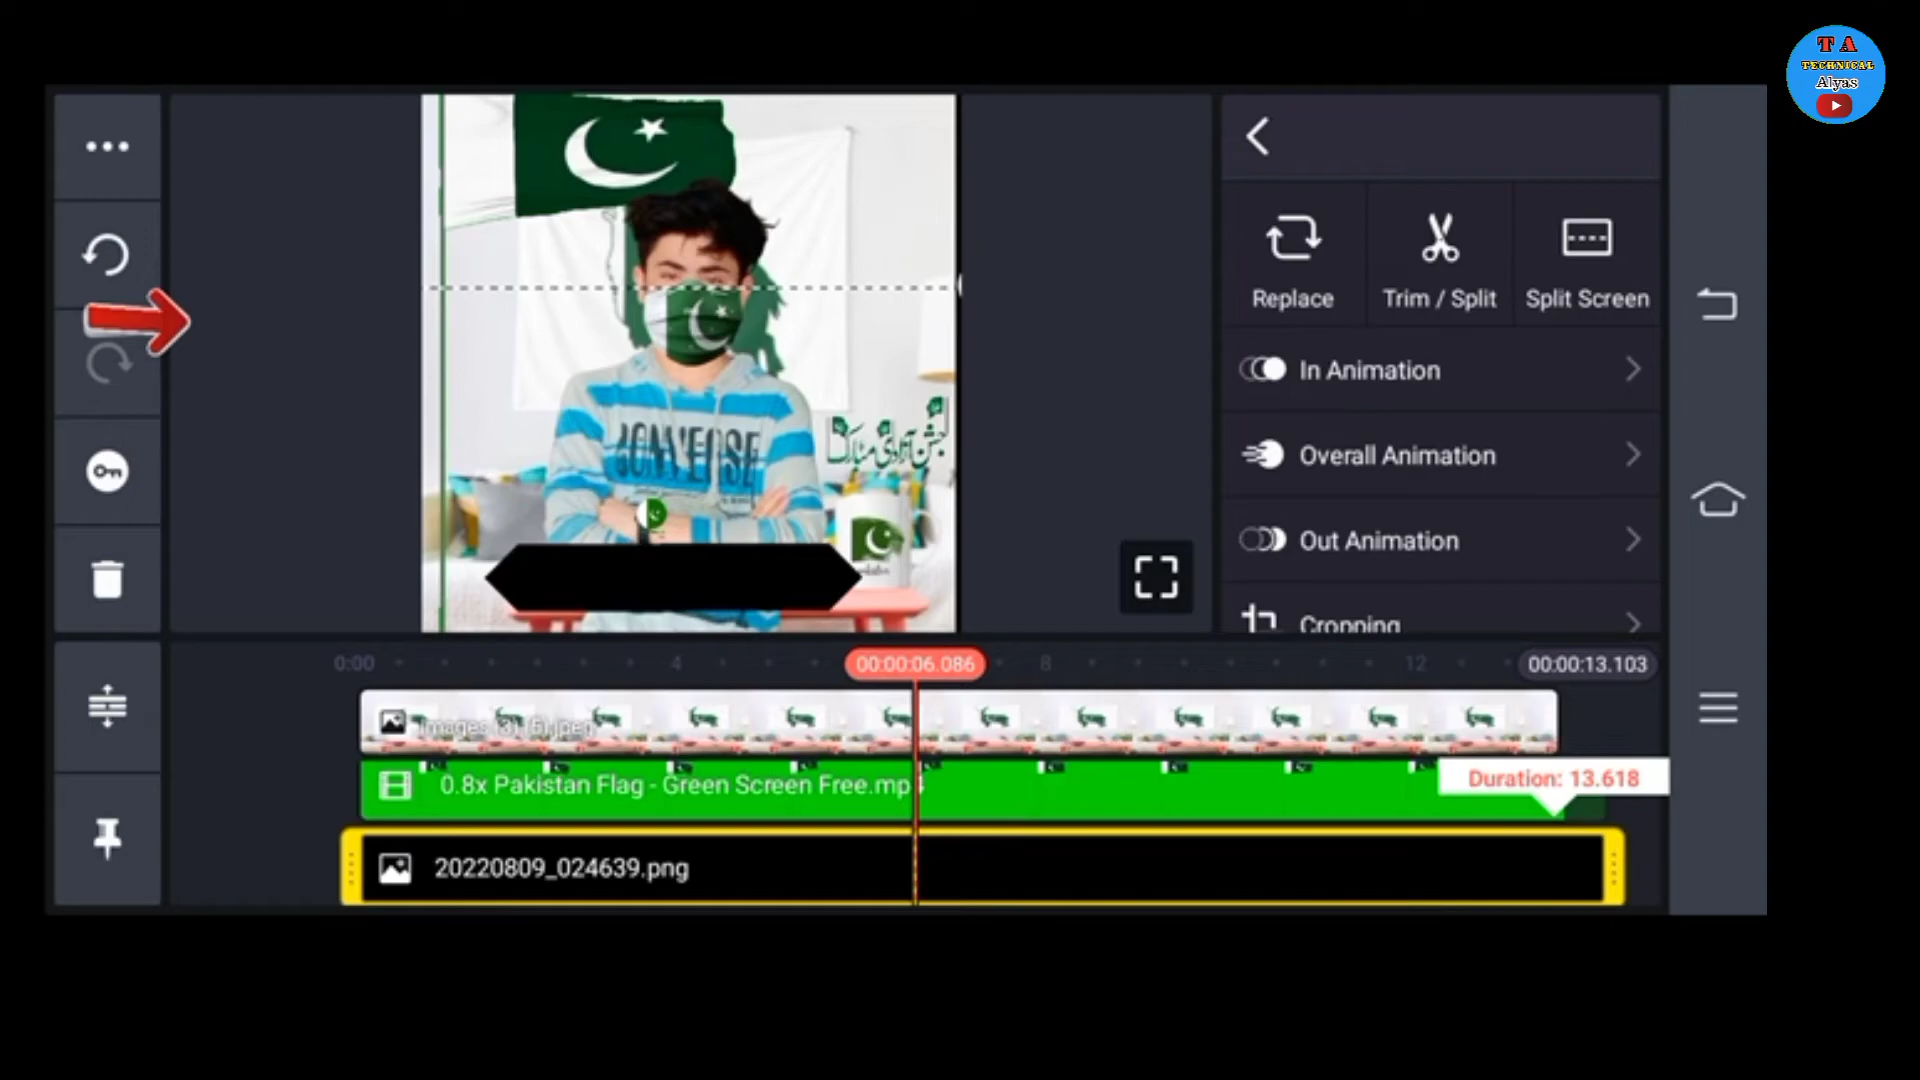 T A
TECHNICAL
Alyas
CONVERSE
جشن آزادی مبارک
Replace
Trim / Split
Split Screen
In Animation
Overall Animation
Out Animation
Cropping
0:00
4
00:00:06.086
8
12
00:00:13.103
images (3) (5).jpeg
0.8x Pakistan Flag - Green Screen Free.mp4
Duration: 13.618
20220809_024639.png